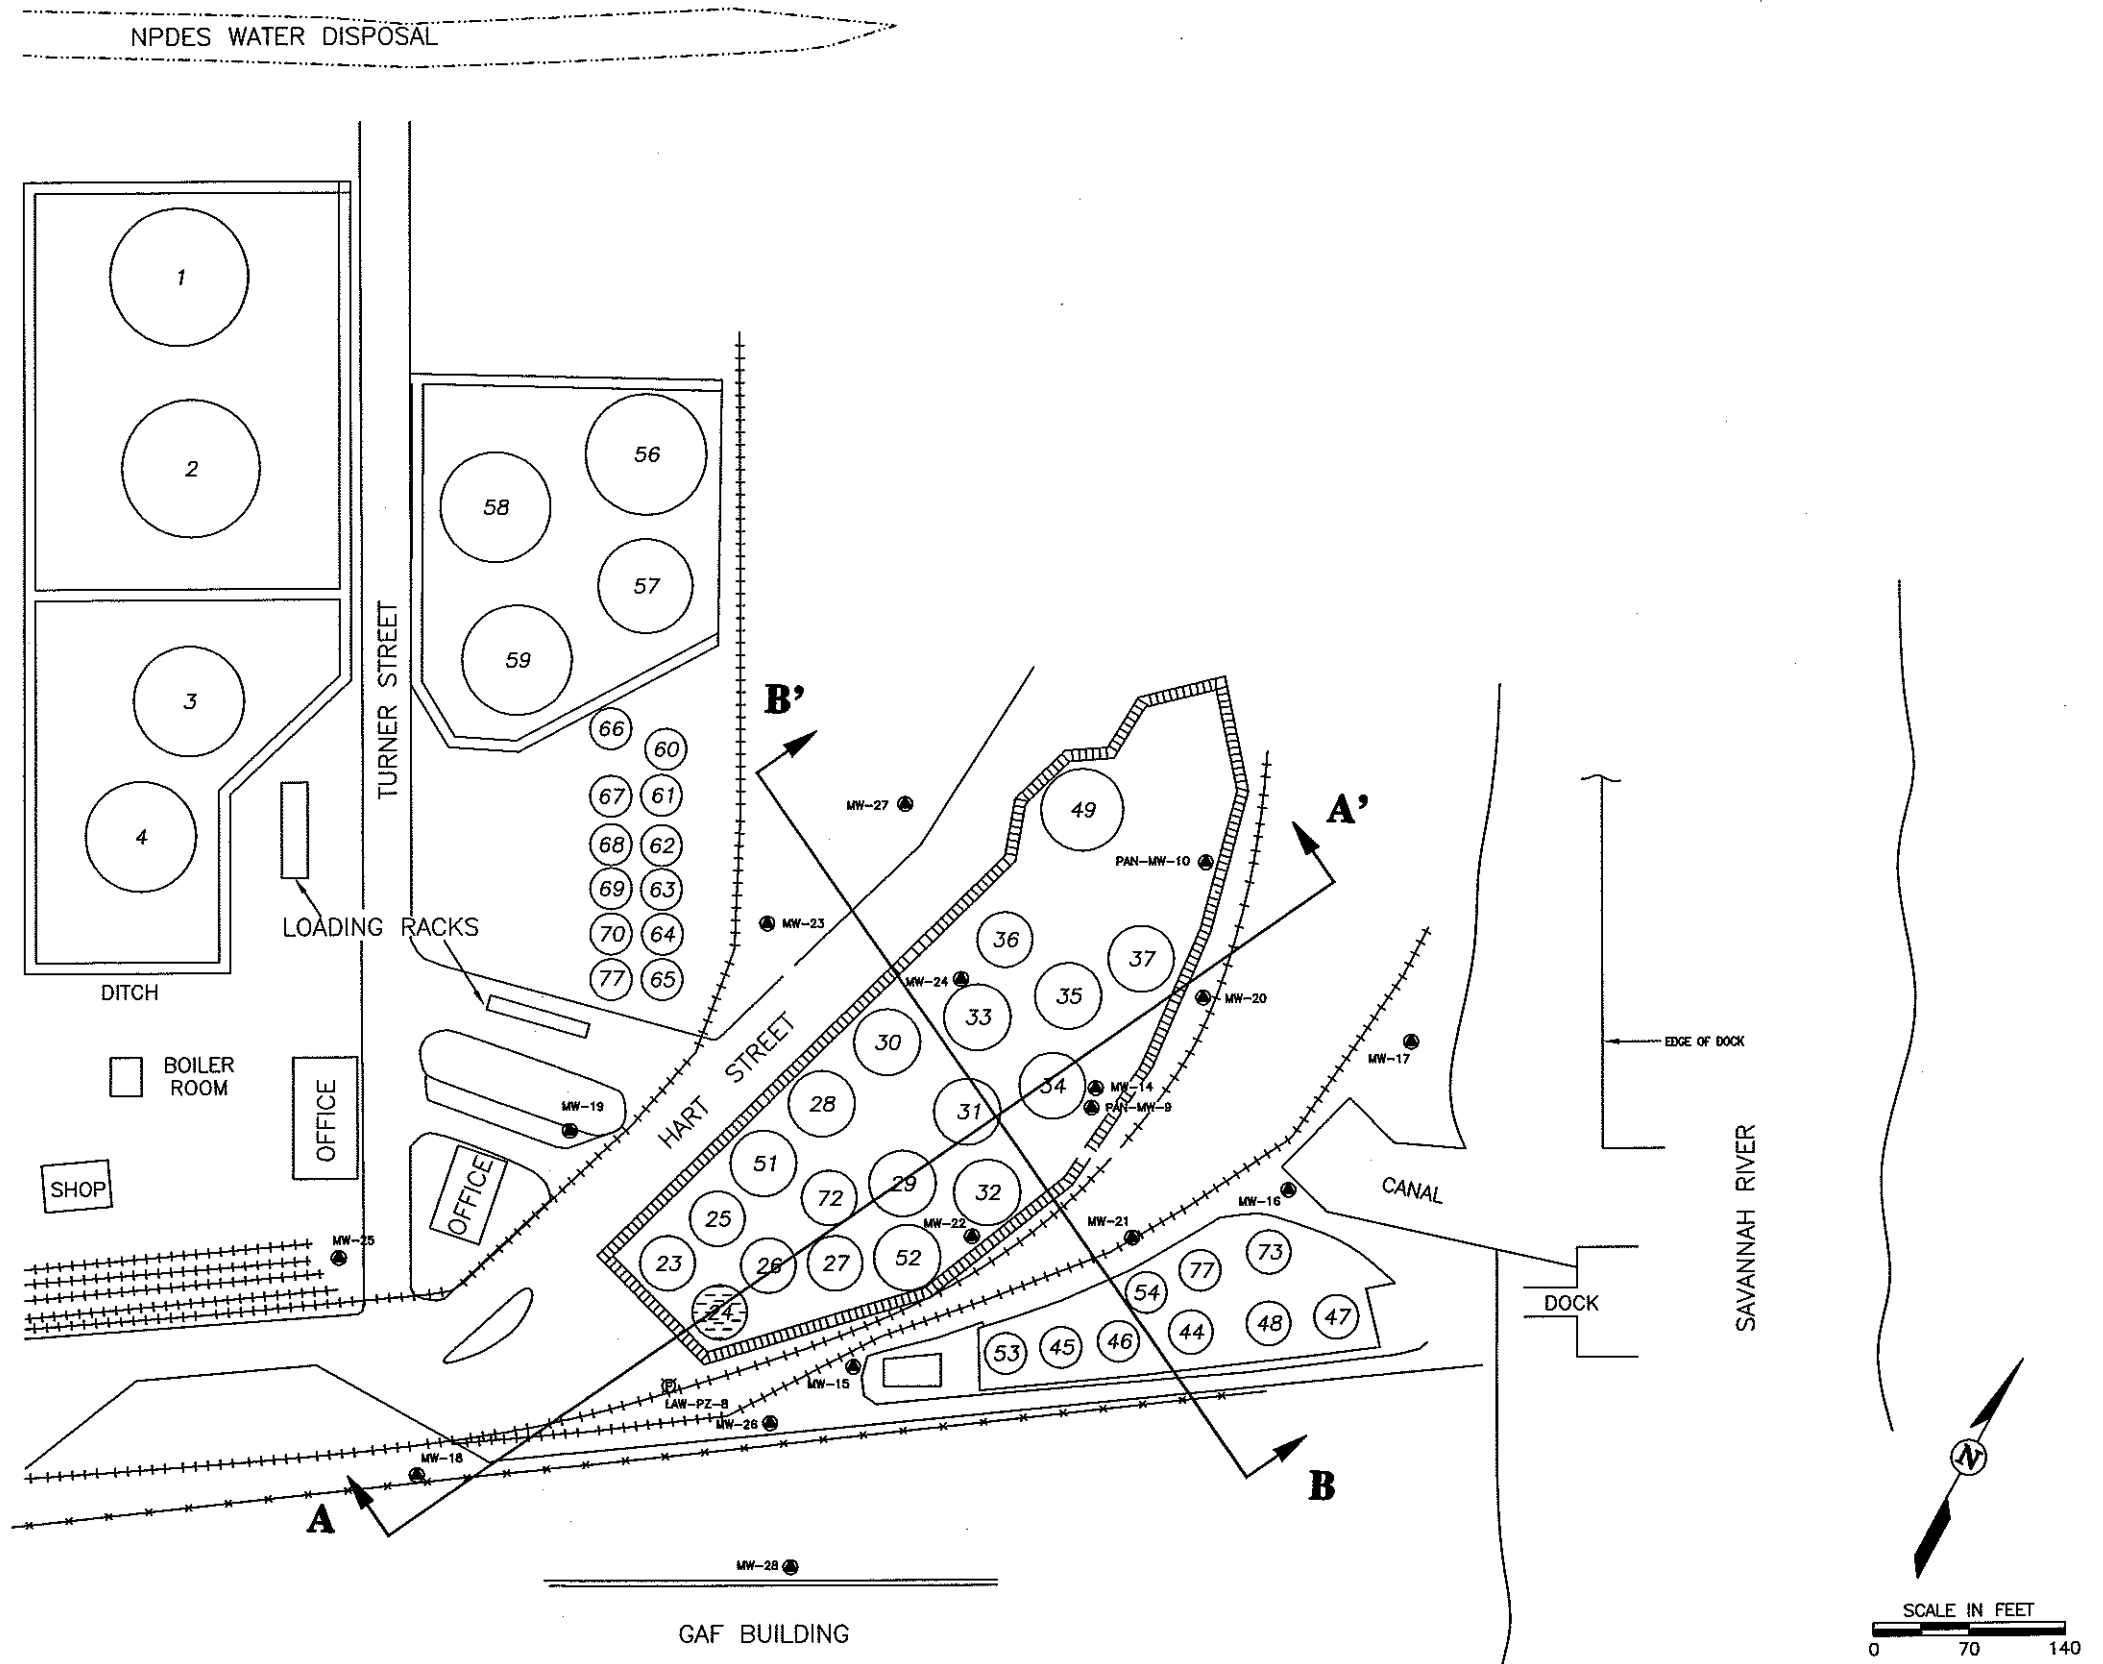 NPDES WATER DISPOSAL
1
2
3
4
56
58
57
59
TURNER STREET
66
60
67
61
68
62
69
63
70
64
77
65
LOADING RACKS
DITCH
BOILER
ROOM
OFFICE
SHOP
OFFICE
MW-19
MW-25
HART STREET
B'
MW-27
MW-23
49
A'
PAN-MW-10
36
37
MW-24
35
33
MW-20
30
34
MW-14
PAN-MW-9
28
31
51
72
29
32
25
MW-22
23
26
27
52
24
MW-17
EDGE OF DOCK
MW-16
CANAL
MW-21
73
77
54
44
48
47
46
45
53
DOCK
SAVANNAH RIVER
MW-15
LAW-PZ-8
MW-26
MW-18
A
B
MW-28
GAF BUILDING
N
SCALE IN FEET
0 70 140